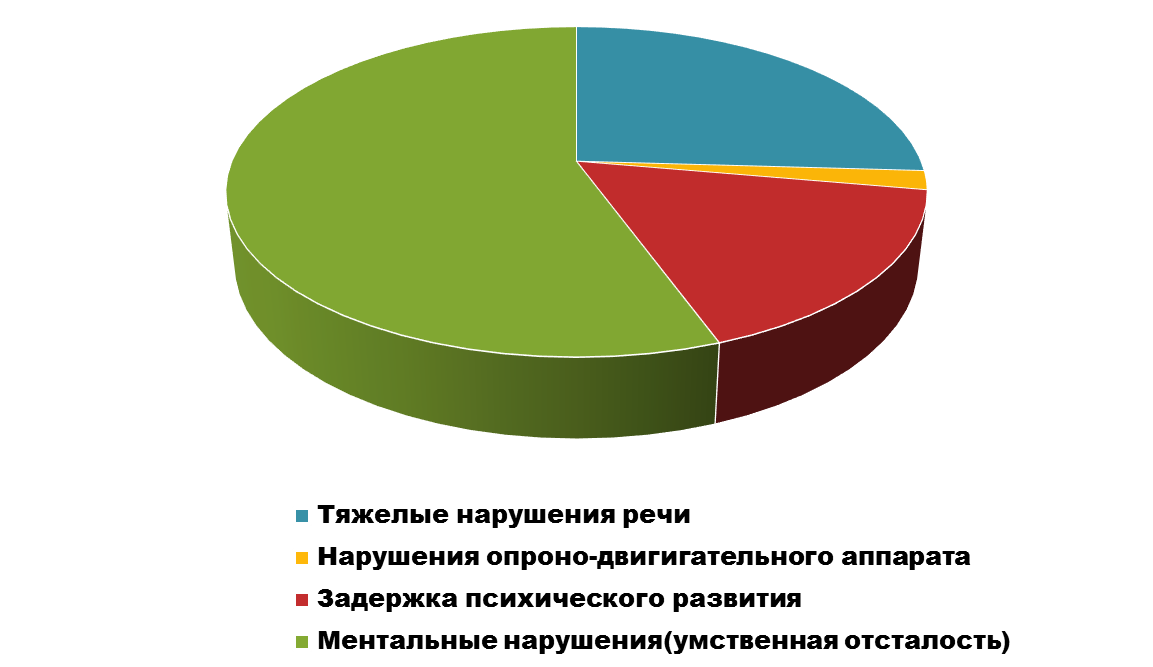 Тяжелые нарушения речи
Нарушения опроно-двигигательного аппарата
Задержка психического развития
Ментальные нарушения(умственная отсталость)